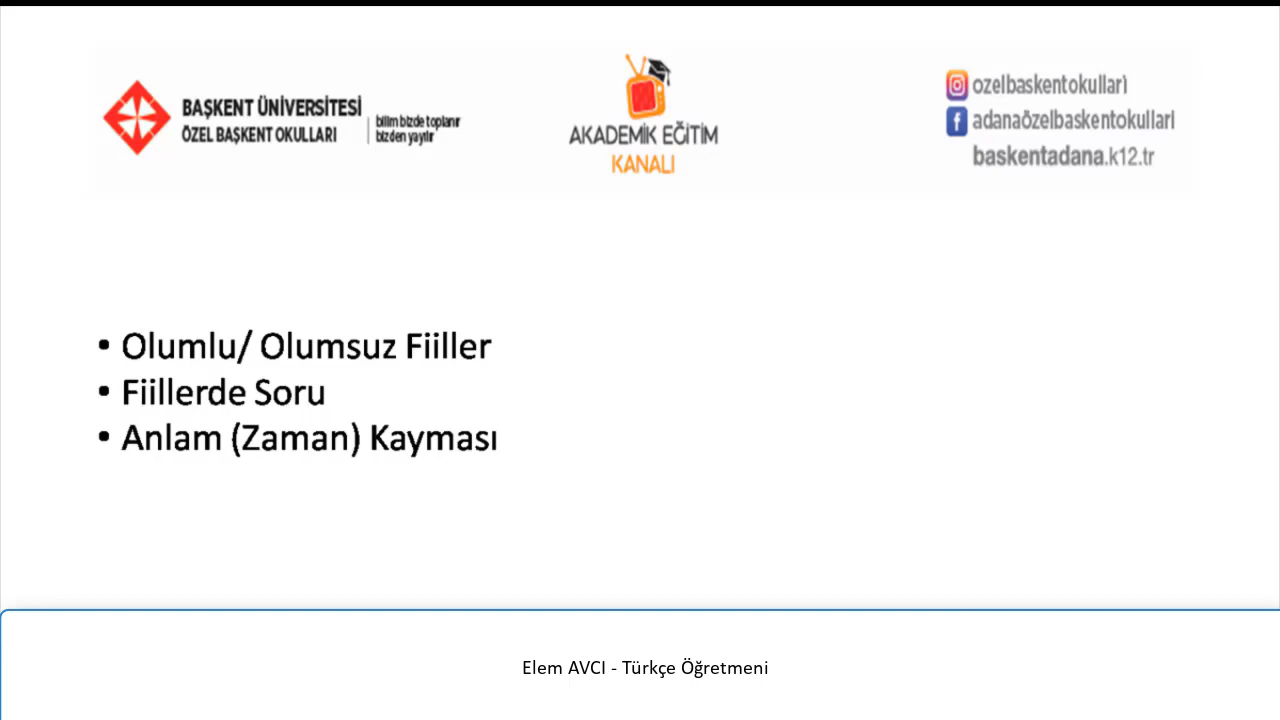 BAŞKENT ÜNİVERSİTESİ
ÖZEL BAŞKENT OKULLARI
bilim bizde toplanır
bizden yayılır
AKADEMİK EĞİTİM
KANALI
ozelbaskentokullari
adanaözelbaskentokullari
baskentadana.k12.tr
• Olumlu/ Olumsuz Fiiller
• Fiillerde Soru
• Anlam (Zaman) Kayması
Elem AVCI - Türkçe Öğretmeni